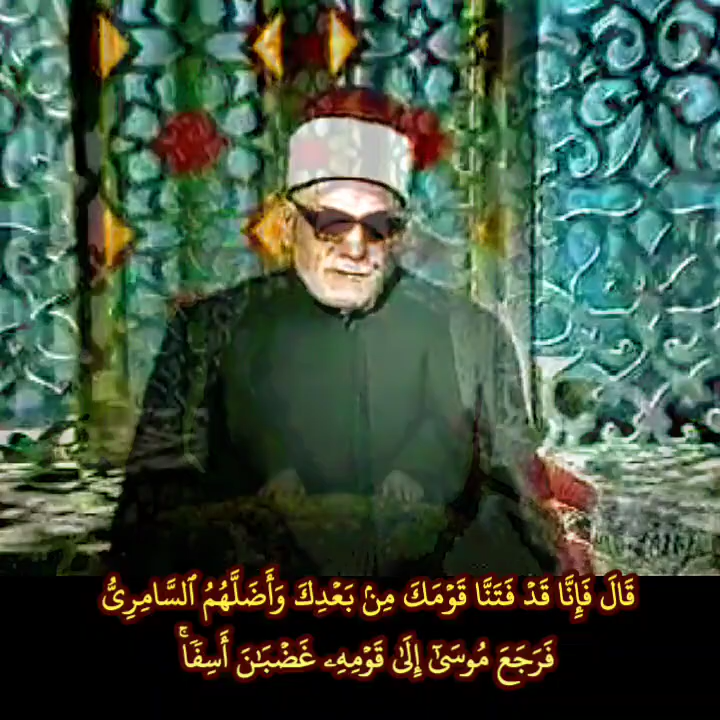 قَالَ فَإِنَّا قَدۡ فَتَنَّا قَوۡمَكَ مِنۢ بَعۡدِكَ وَأَضَلَّهُمُ ٱلسَّامِرِيُّ
فَرَجَعَ مُوسَىٰٓ إِلَىٰ قَوۡمِهِۦ غَضۡبَٰنَ أَسِفٗاۚ